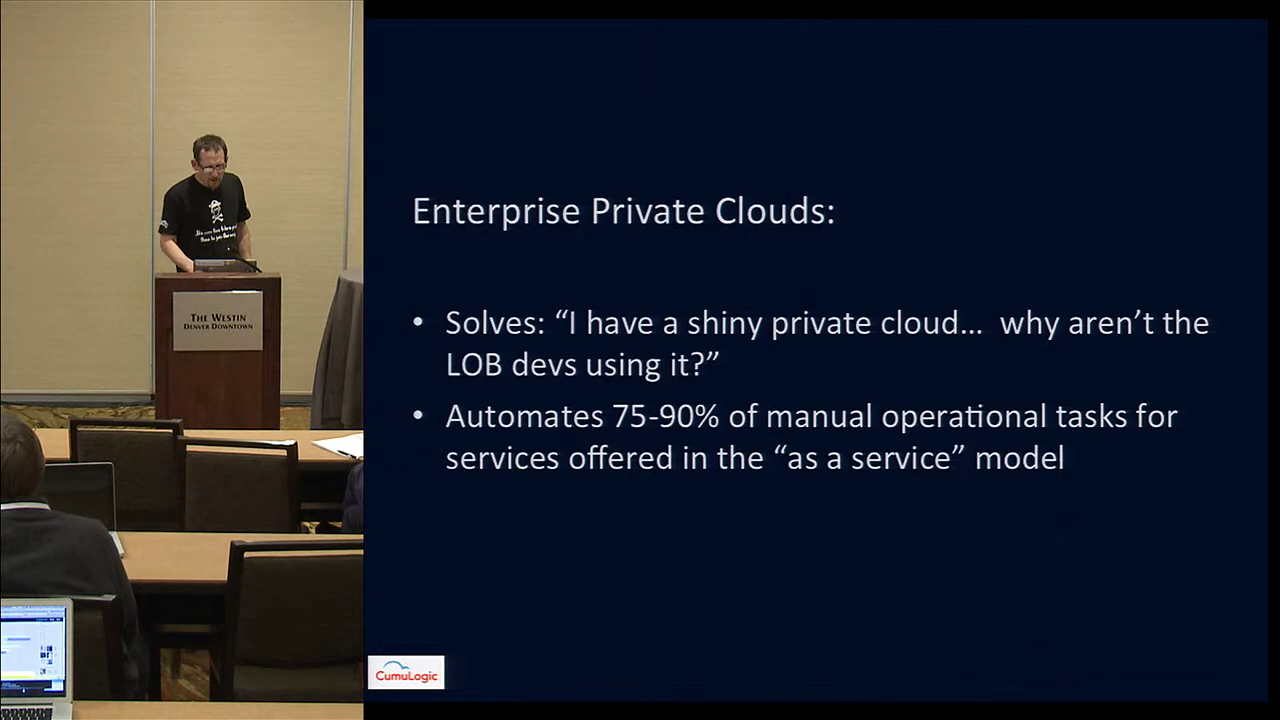 Enterprise Private Clouds:
• Solves: “I have a shiny private cloud… why aren’t the
LOB devs using it?”
• Automates 75-90% of manual operational tasks for
services offered in the “as a service” model
CumuLogic
THE WESTIN
DENVER DOWNTOWN